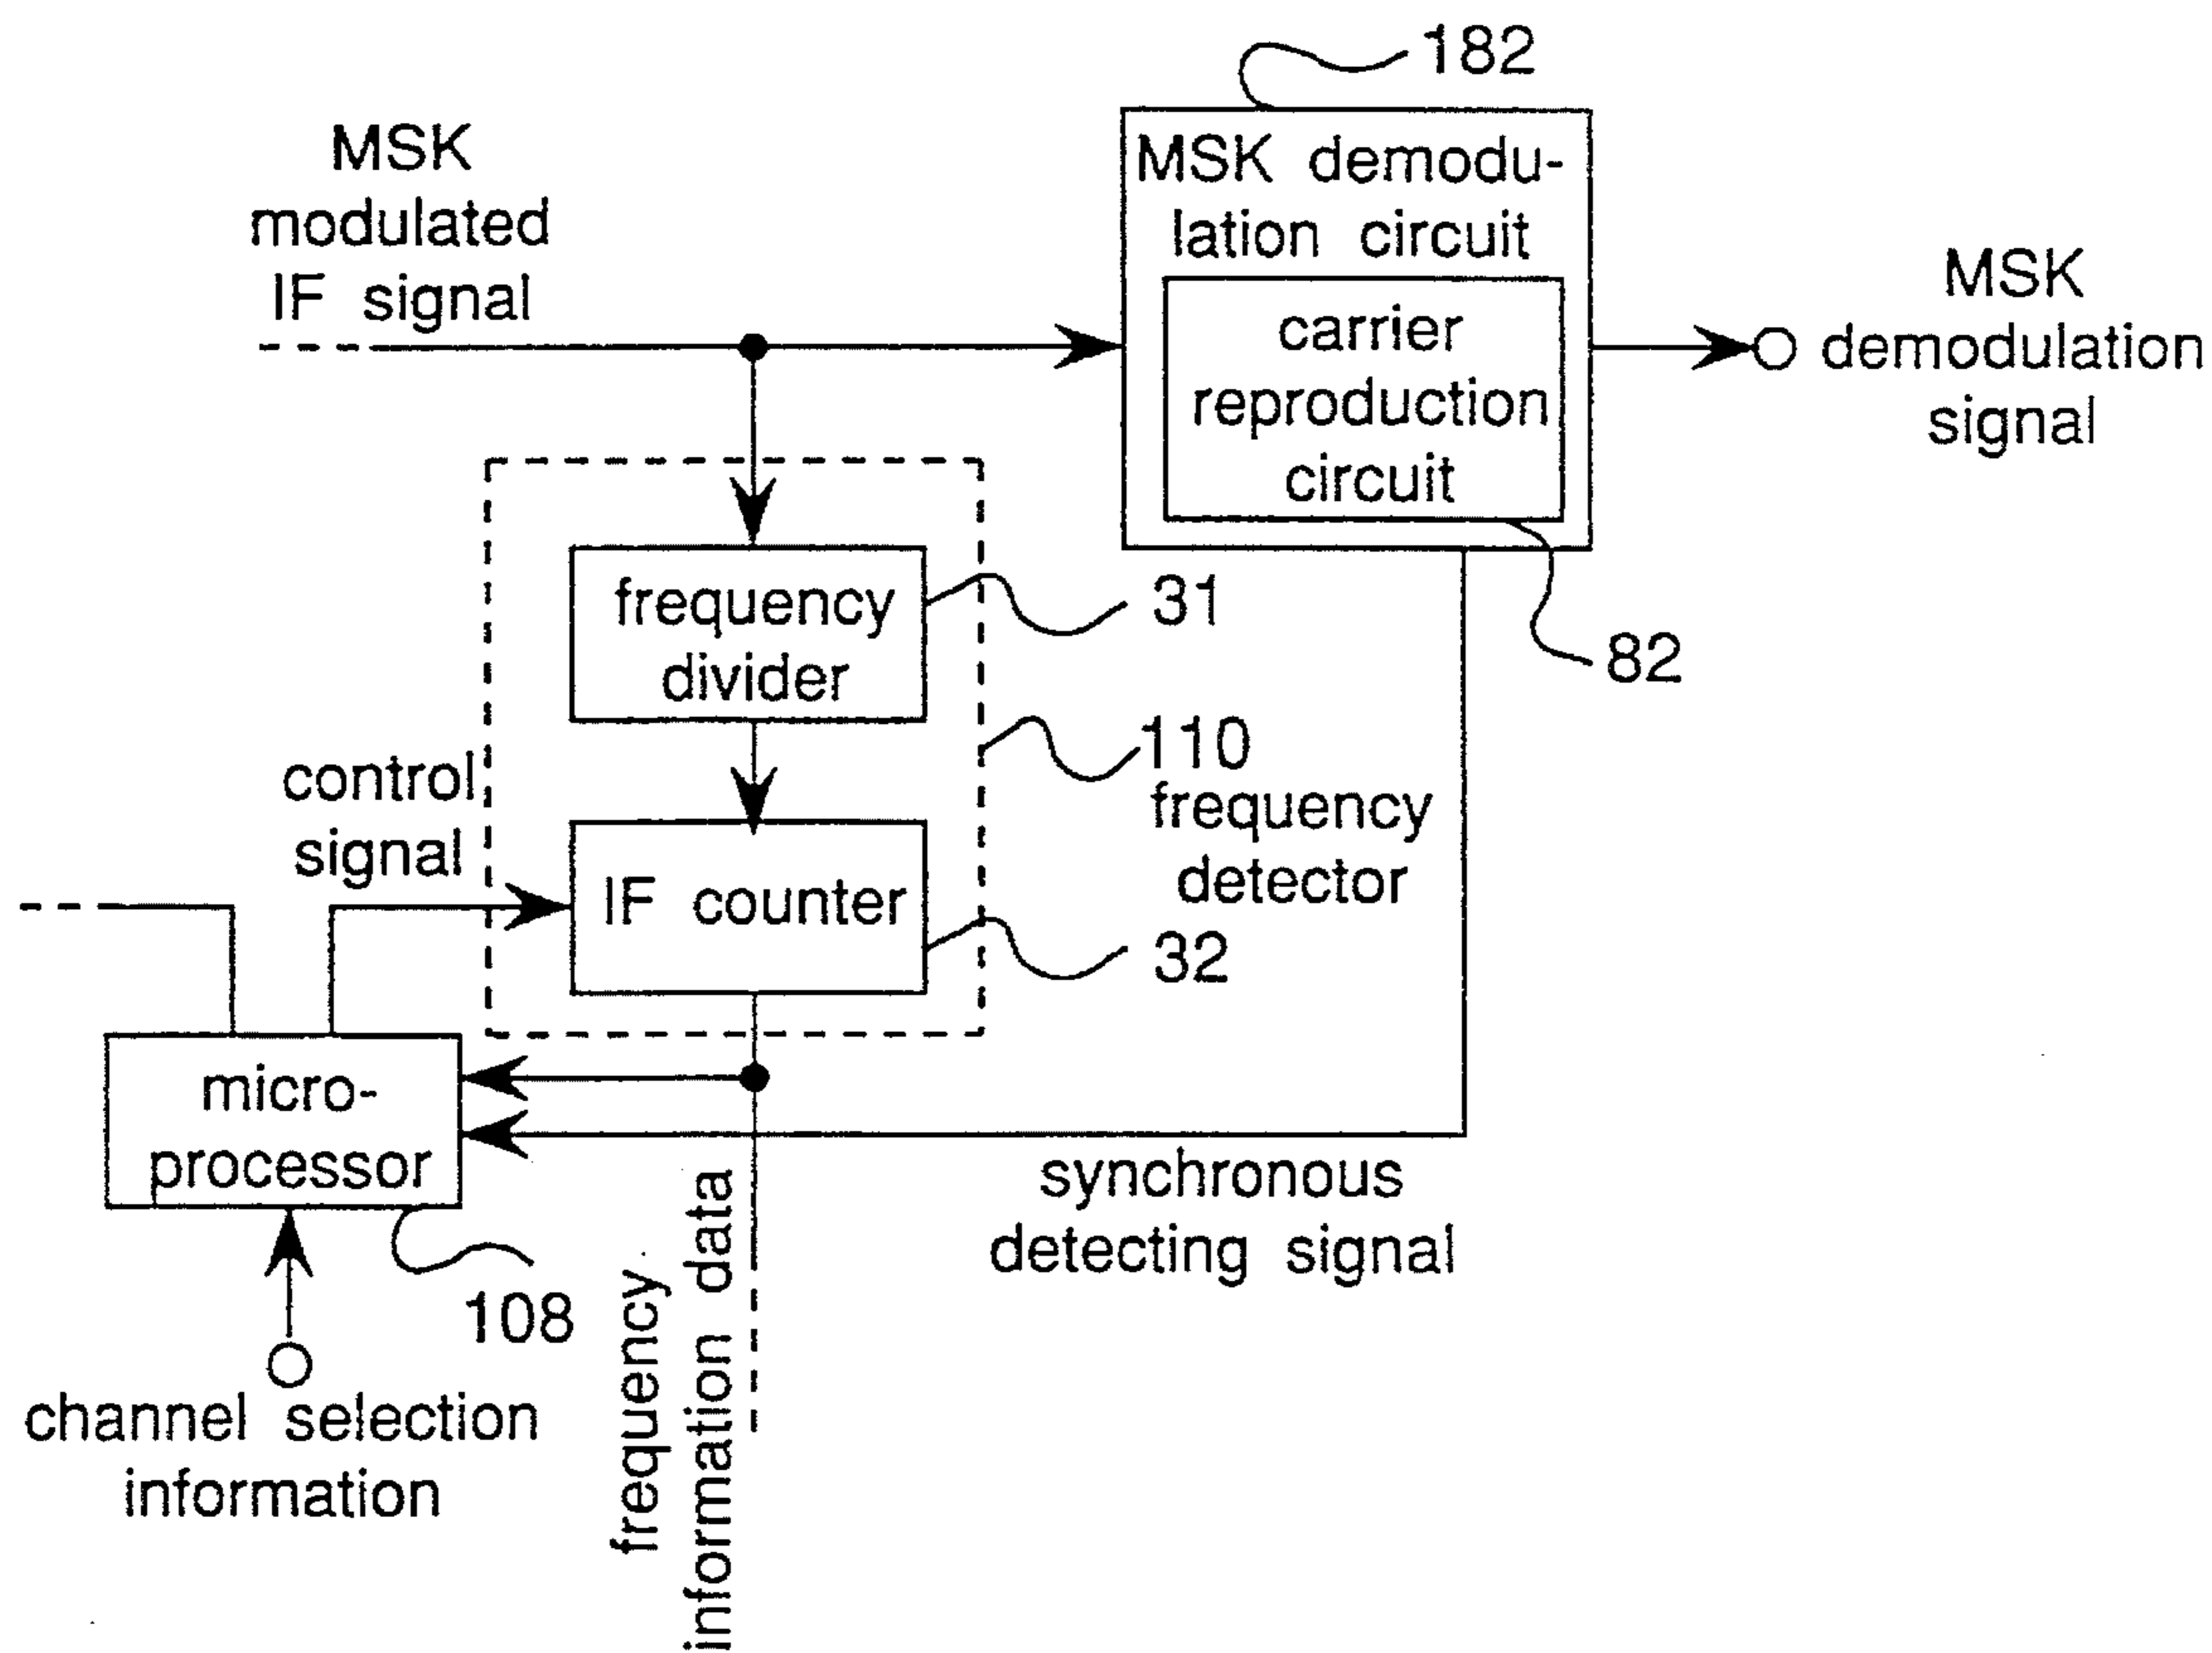 182
MSK
modulated
IF signal
MSK demodu-
lation circuit
carrier
reproduction
circuit
MSK
demodulation
signal
frequency
divider
31
82
110
frequency
detector
control
signal
IF counter
32
micro-
processor
synchronous
detecting signal
108
channel selection
information
frequency
information data